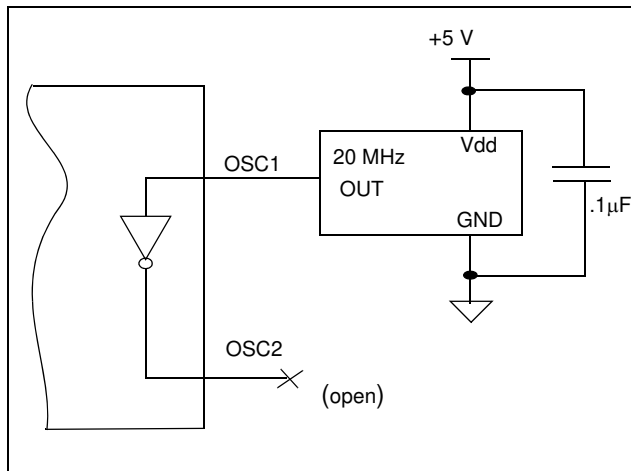 +5 V
Vdd
20 MHz
OSC1
OUT
.1µF
GND
OSC2
(open)